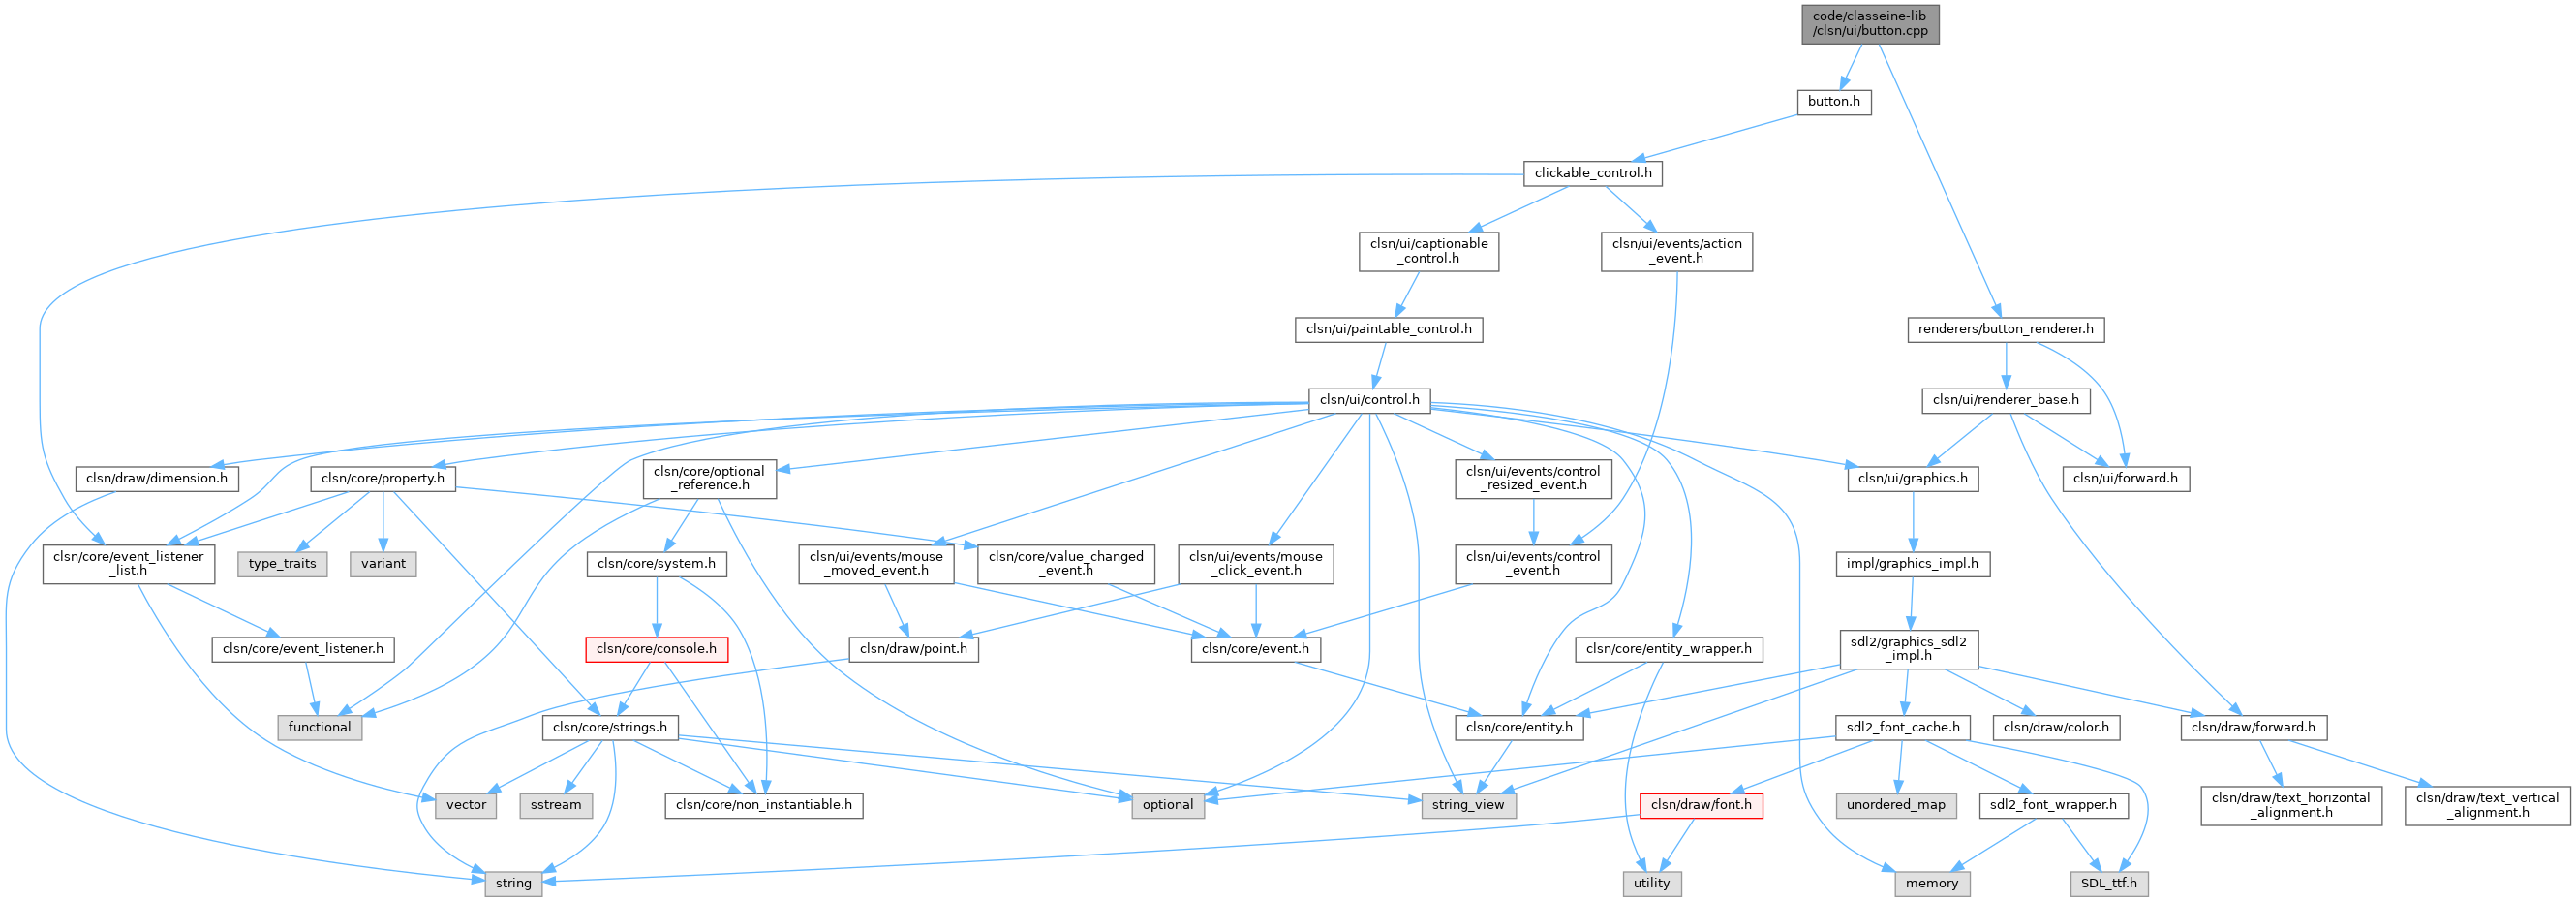 code/classeine-lib
/clsn/ui/button.cpp
button.h
clickable_control.h
clsn/ui/captionable
_control.h
clsn/ui/events/action
_event.h
clsn/ui/paintable_control.h
renderers/button_renderer.h
clsn/ui/control.h
clsn/ui/renderer_base.h
clsn/draw/dimension.h
clsn/core/property.h
clsn/core/optional
_reference.h
clsn/ui/events/control
_resized_event.h
clsn/ui/graphics.h
clsn/ui/forward.h
clsn/core/event_listener
_list.h
type_traits
variant
clsn/core/system.h
clsn/ui/events/mouse
_moved_event.h
clsn/core/value_changed
_event.h
clsn/ui/events/mouse
_click_event.h
clsn/ui/events/control
_event.h
impl/graphics_impl.h
clsn/core/event_listener.h
clsn/core/console.h
clsn/draw/point.h
clsn/core/event.h
clsn/core/entity_wrapper.h
sdl2/graphics_sdl2
_impl.h
functional
clsn/core/strings.h
clsn/core/entity.h
sdl2_font_cache.h
clsn/draw/color.h
clsn/draw/forward.h
vector
sstream
clsn/core/non_instantiable.h
optional
string_view
clsn/draw/font.h
unordered_map
sdl2_font_wrapper.h
clsn/draw/text_horizontal
_alignment.h
clsn/draw/text_vertical
_alignment.h
string
utility
memory
SDL_ttf.h